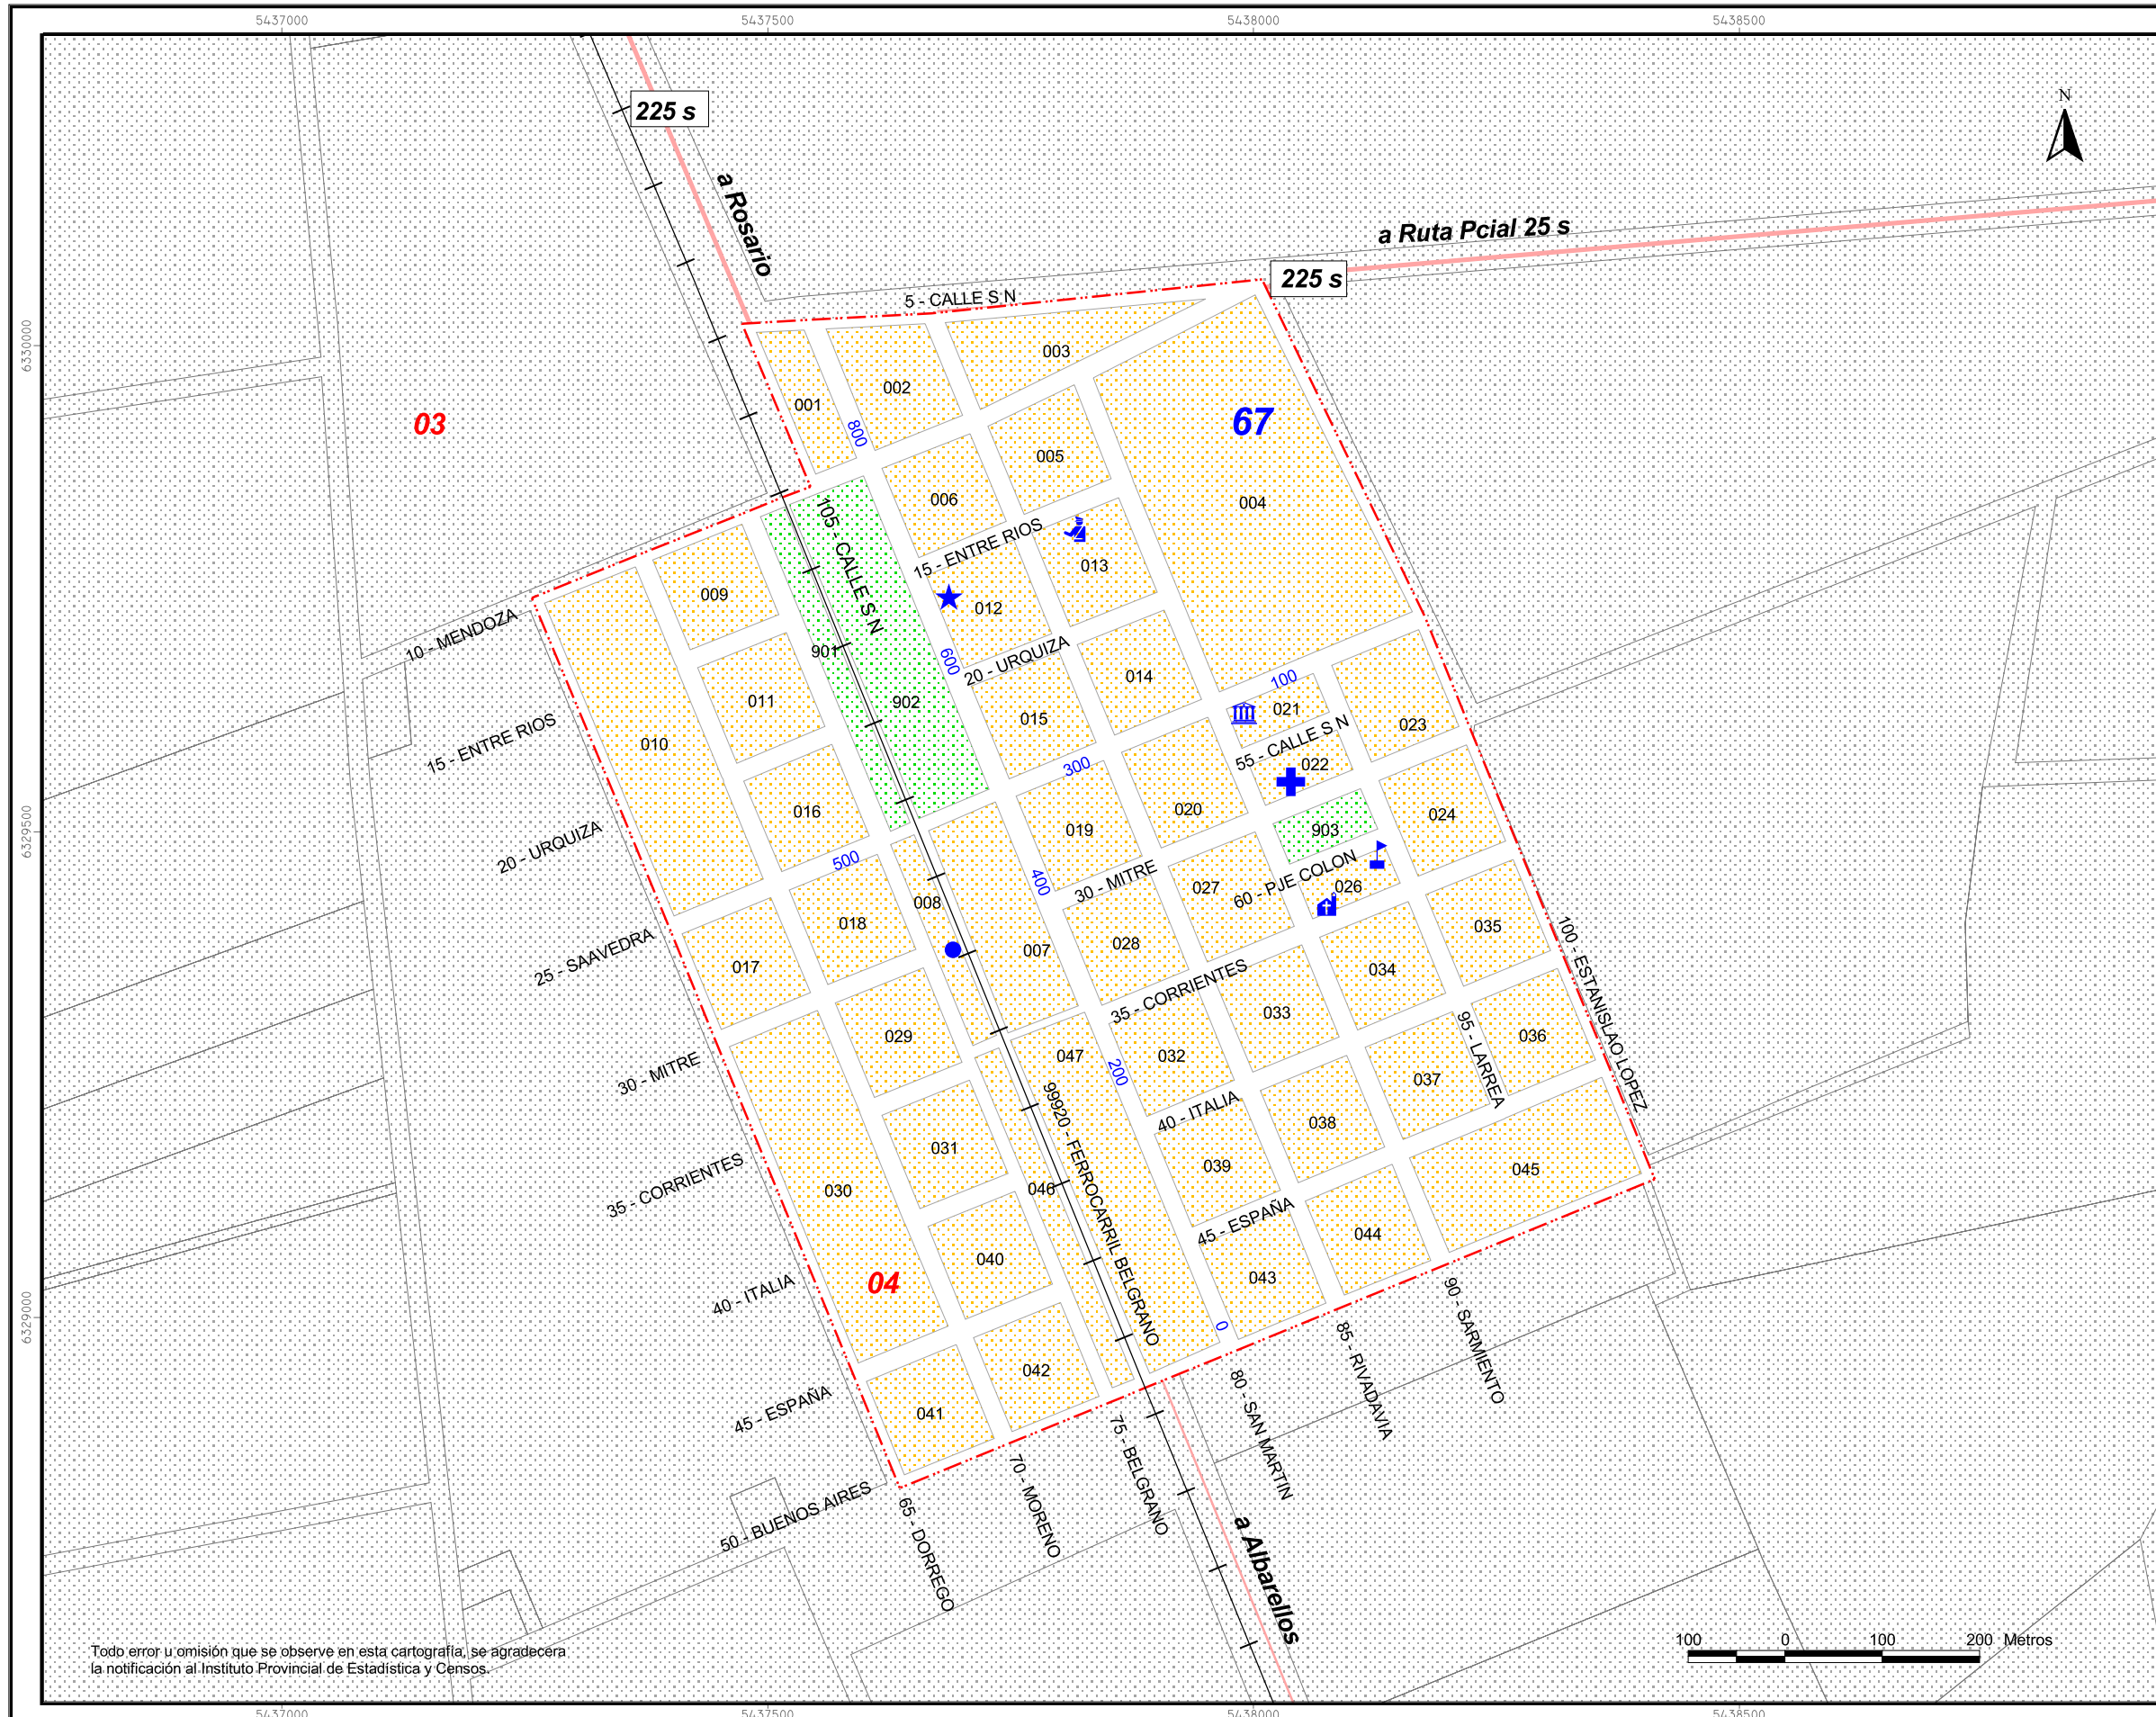 5437000
5437500
5438000
5438500
225 s
N
a Rosario
a Ruta Pcial 25 s
225 s
5 - CALLE S N
6330000
003
002
001
03
67
800
005
006
004
105 - CALLE S N
15 - ENTRE RIOS
013
009
012
10 - MENDOZA
901
600
20 - URQUIZA
014
100
011
902
021
015
023
15 - ENTRE RIOS
010
55 - CALLE S N
300
022
016
020
024
6329500
019
903
20 - URQUIZA
500
400
30 - MITRE
60 - PJE COLON
027
026
008
018
035
25 - SAAVEDRA
028
007
017
034
100 - ESTANISLAO LOPEZ
35 - CORRIENTES
033
029
036
047
032
95 - LARREA
30 - MITRE
200
037
99920 - FERROCARRIL BELGRANO
40 - ITALIA
038
031
039
045
35 - CORRIENTES
030
046
45 - ESPAÑA
044
040
043
04
40 - ITALIA
6329000
0
90 - SARMIENTO
85 - RIVADAVIA
042
80 - SAN MARTIN
45 - ESPAÑA
041
75 - BELGRANO
70 - MORENO
50 - BUENOS AIRES
65 - DORREGO
a Albarellos
Todo error u omisión que se observe en esta cartografía, se agradecera
la notificación al Instituto Provincial de Estadística y Censos.
100 0 100 200 Metros
5437000
5437500
5438000
5438500